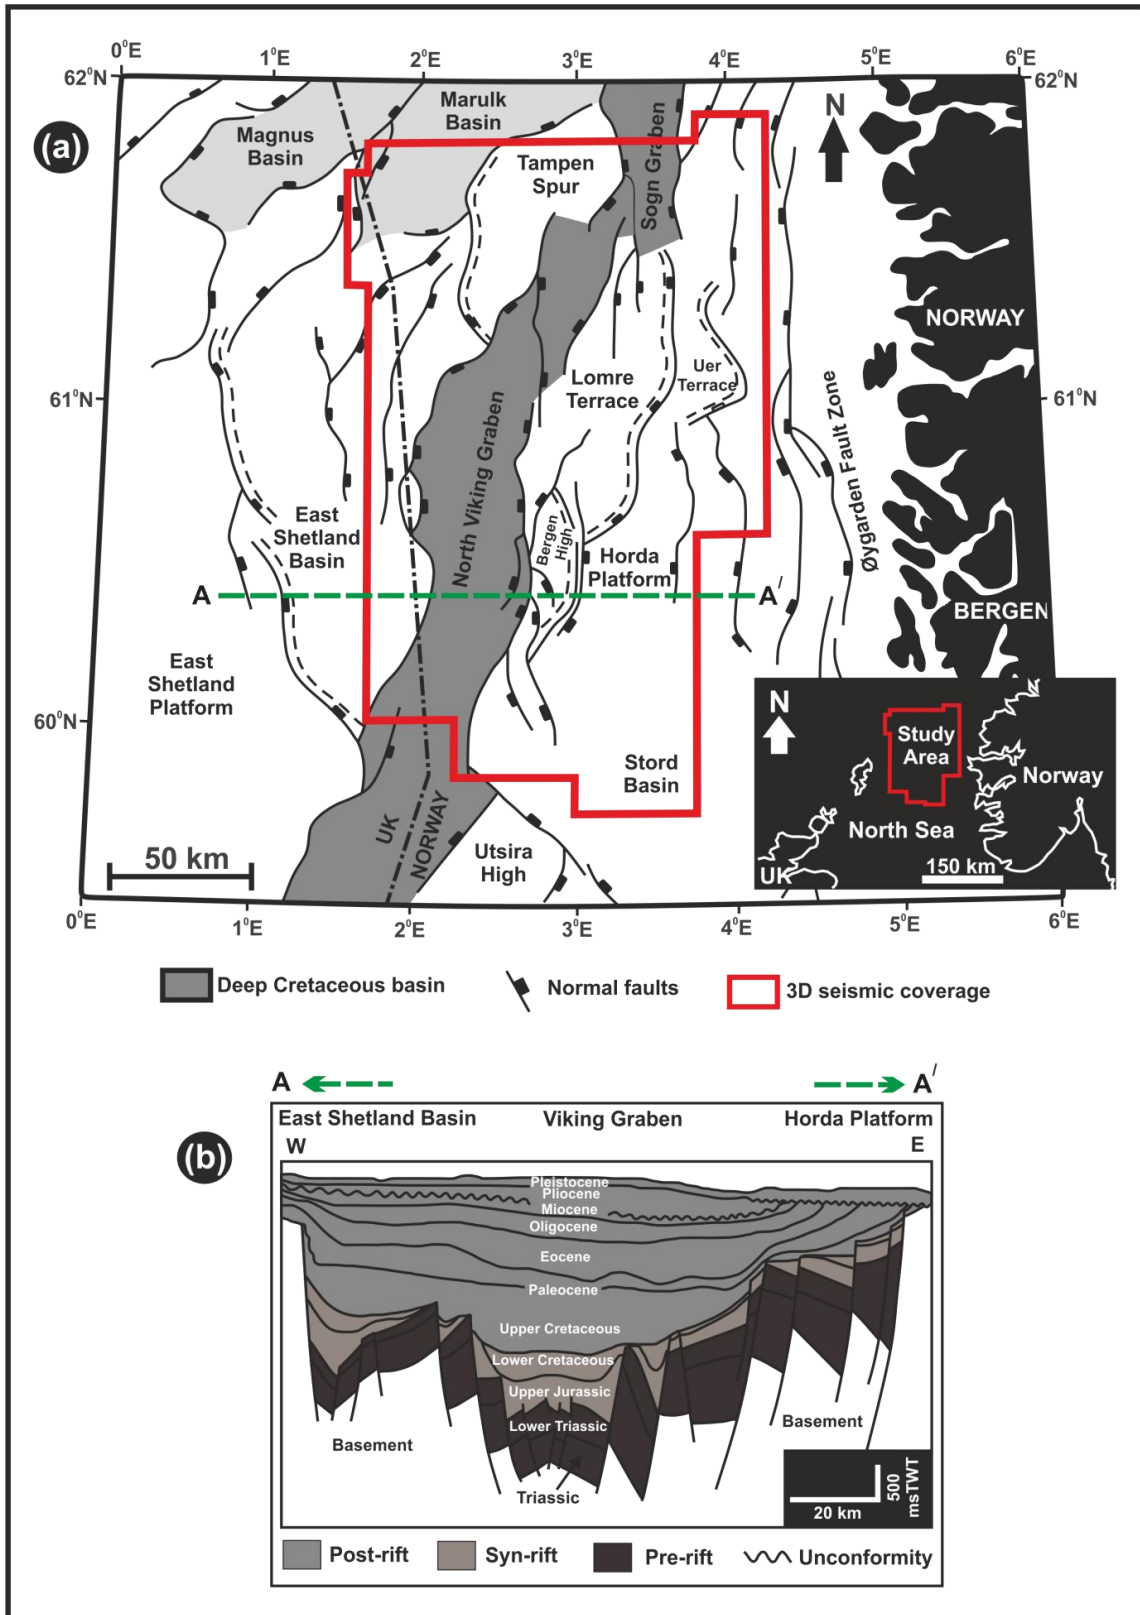 (a)
0°E
1°E
2°E
3°E
4°E
5°E
6°E
62°N
62°N
Marulk
Basin
Magnus
Basin
Tampen
Spur
Sogn Graben
N
NORWAY
61°N
61°N
Lomre
Terrace
Uer
Terrace
Øygarden Fault Zone
North Viking Graben
East
Shetland
Basin
Bergen
High
Horda
Platform
A
A/
BERGEN
East
Shetland
Platform
60°N
Stord
Basin
UK
NORWAY
Utsira
High
50 km
N
Study
Area
Norway
North Sea
UK
150 km
0°E
1°E
2°E
3°E
4°E
5°E
6°E
Deep Cretaceous basin
Normal faults
3D seismic coverage
A
A/
(b)
East Shetland Basin
Viking Graben
Horda Platform
W
E
Pleistocene
Pliocene
Miocene
Oligocene
Eocene
Paleocene
Upper Cretaceous
Lower Cretaceous
Upper Jurassic
Lower Triassic
Basement
Basement
Triassic
500
msTWT
20 km
Post-rift
Syn-rift
Pre-rift
Unconformity